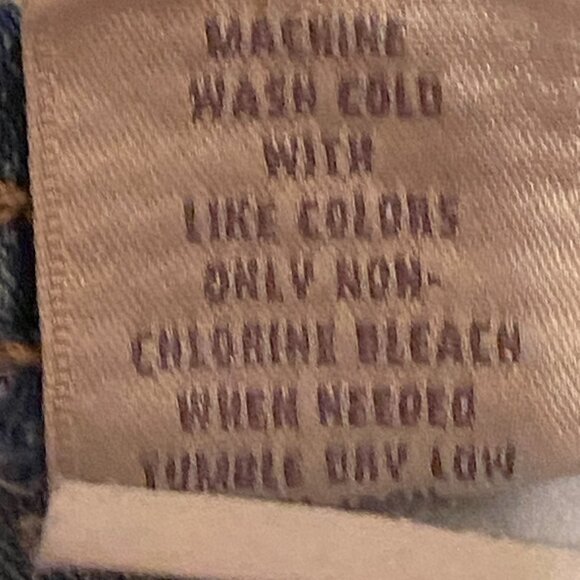 MACHINE
WASH COLD
WITH
LIKE COLORS
ONLY NON-
CHLORINE BLEACH
WHEN NEEDED
TUMBLE DRY LOW